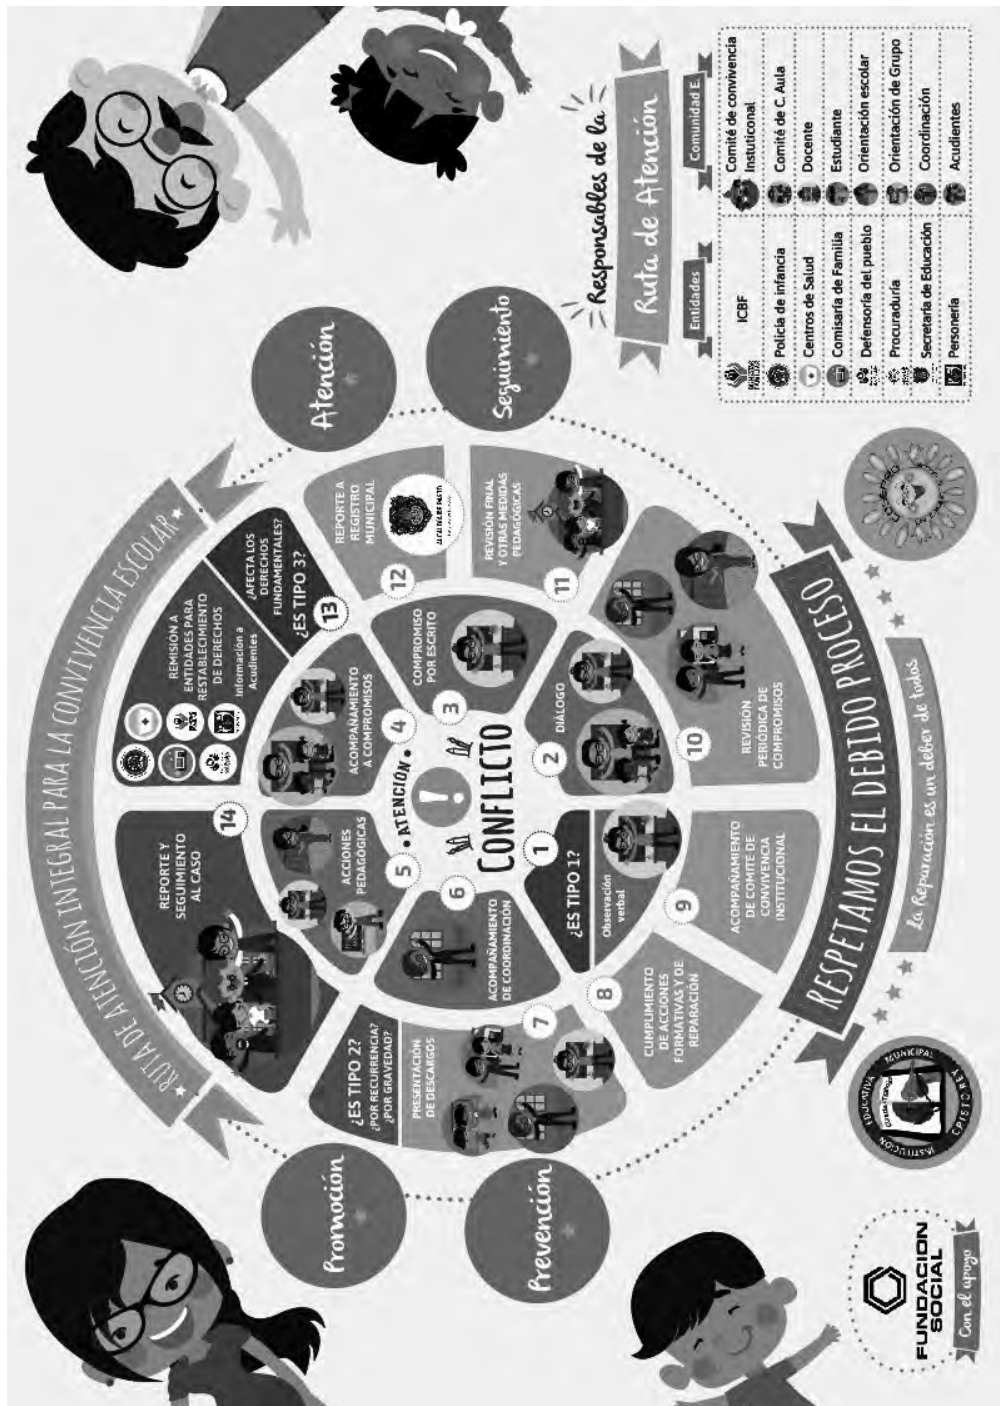 RUTA DE ATENCIÓN INTEGRAL PARA LA CONVIVENCIA ESCOLAR
Promoción
Prevención
Atención
Seguimiento
• ATENCIÓN •
!
CONFLICTO
1
¿ES TIPO 1?
Observación
verbal
2
DIÁLOGO
3
COMPROMISO
POR ESCRITO
4
ACOMPAÑAMIENTO
A COMPROMISOS
5
ACCIONES
PEDAGÓGICAS
6
ACOMPAÑAMIENTO
DE COORDINACIÓN
¿ES TIPO 2?
¿POR RECURRENCIA?
¿POR GRAVEDAD?
7
PRESENTACIÓN
DE DESCARGOS
8
CUMPLIMIENTO
DE ACCIONES
FORMATIVAS Y DE
REPARACIÓN
9
ACOMPAÑAMIENTO
DE COMITE DE
CONVIVENCIA
INSTITUCIONAL
10
REVISIÓN
PERIÓDICA DE
COMPROMISOS
11
REVISIÓN FINAL
Y OTRAS MEDIDAS
PEDAGÓGICAS
12
REPORTE A
REGISTRO
MUNICIPAL
13
¿AFECTA LOS
DERECHOS
FUNDAMENTALES?
¿ES TIPO 3?
REMISIÓN A
ENTIDADES PARA
RESTABLECIMIENTO
DE DERECHOS
Información a
Acudientes
14
REPORTE Y
SEGUIMIENTO
AL CASO
RESPETAMOS EL DEBIDO PROCESO
La Reparación es un deber de todos
INSTITUCIÓN EDUCATIVA MUNICIPAL
CRISTO REY
FUNDACION
SOCIAL
Con el apoyo
Responsables de la
Ruta de Atención
Entidades
ICBF
Policía de infancia
Centros de Salud
Comisaría de Familia
Defensoría del pueblo
Procuraduría
Secretaría de Educación
Personería
Comunidad E.
Comité de convivencia
Instutici​onal
Comité de C. Aula
Docente
Estudiante
Orientación escolar
Orientación de Grupo
Coordinación
Acudientes